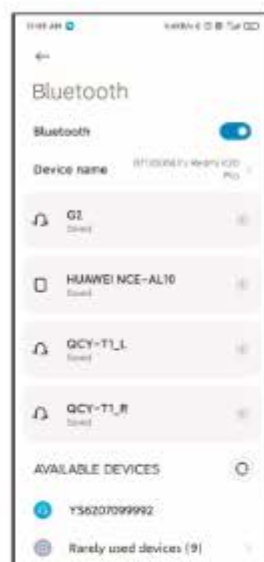 Bluetooth
Bluetooth
Device name
G2
Saved
HUAWEI NCE-AL10
Saved
QCY-T1_L
Saved
QCY-T1_R
Saved
AVAILABLE DEVICES
YS6207099992
Rarely used devices (9)